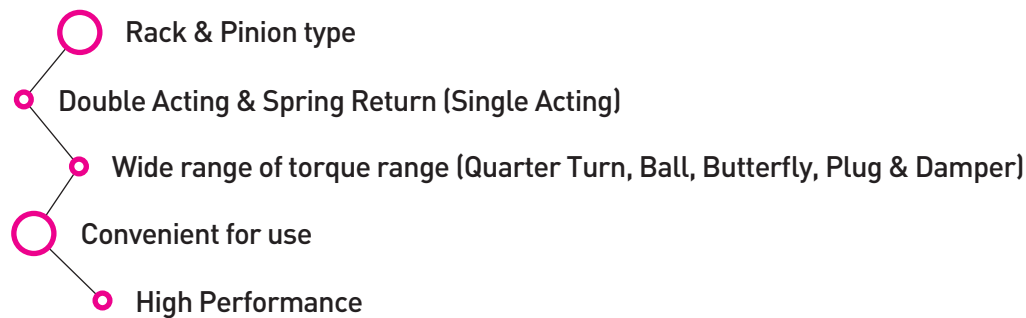 Rack & Pinion type
Double Acting & Spring Return (Single Acting)
Wide range of torque range (Quarter Turn, Ball, Butterfly, Plug & Damper)
Convenient for use
High Performance